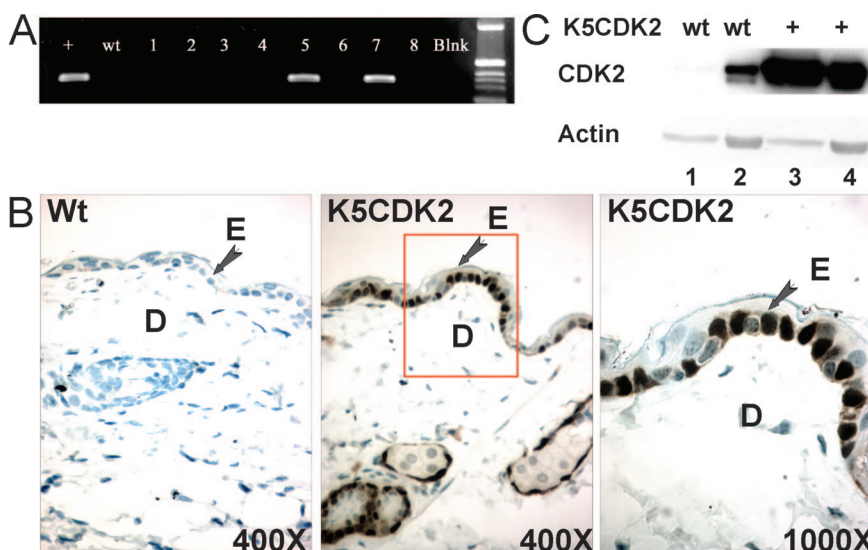 A
+ wt 1 2 3 4 5 6 7 8 Blnk
C
K5CDK2 wt wt + +
CDK2
Actin
1 2 3 4
B
Wt
E
D
400X
K5CDK2
E
D
400X
K5CDK2
E
D
1000X